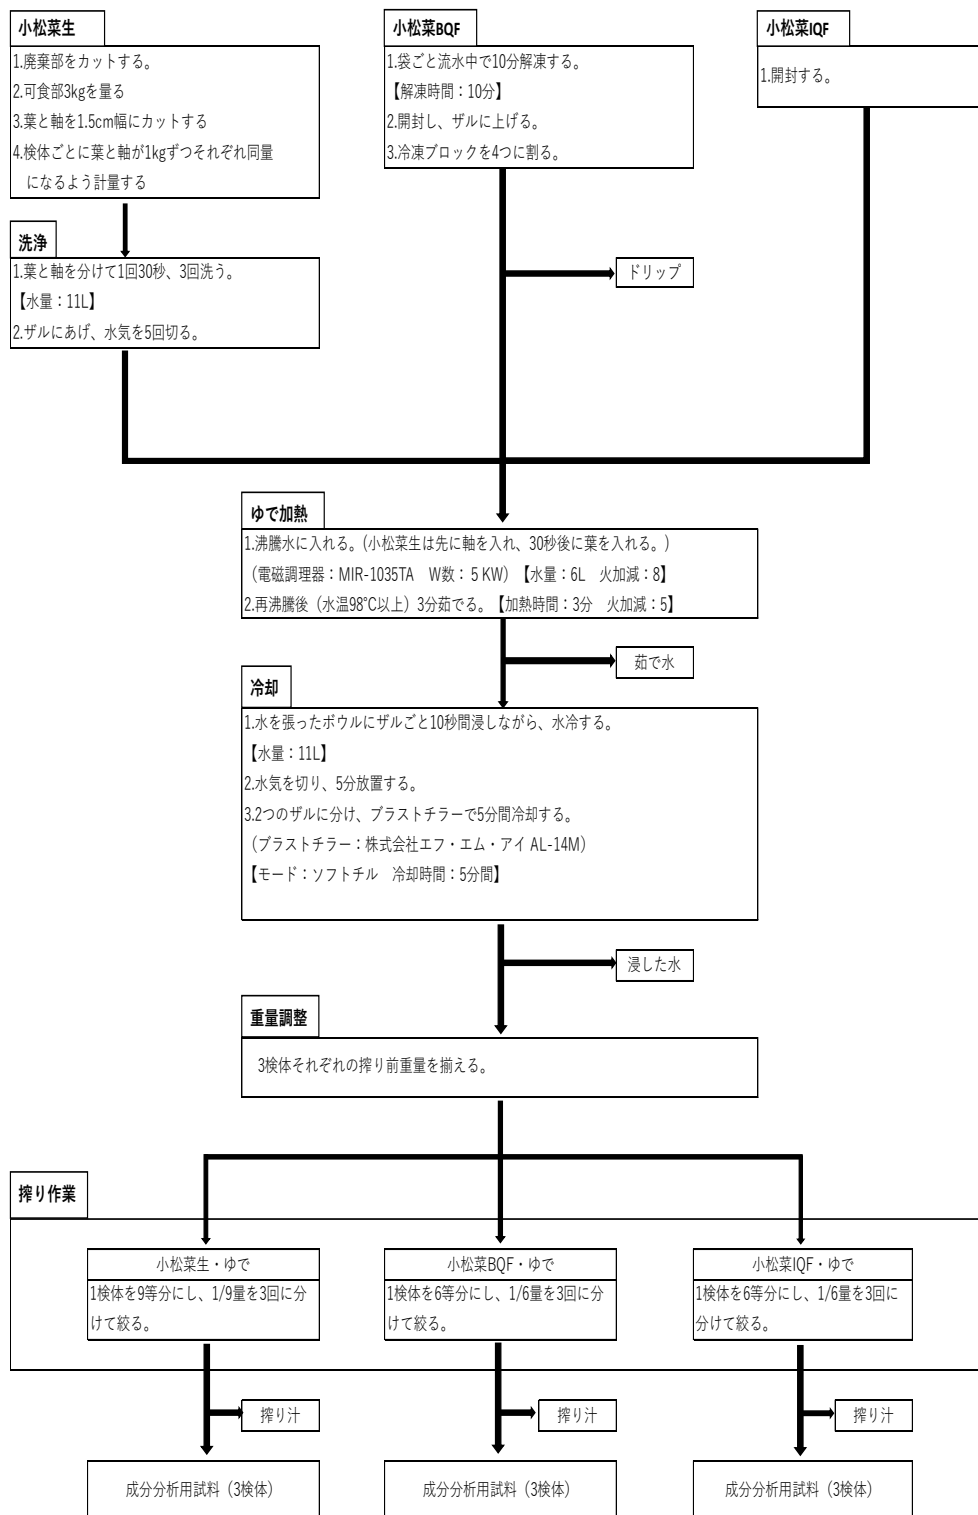 小松菜生
1.廃棄部をカットする。
2.可食部3kgを量る
3.葉と軸を1.5cm幅にカットする
4.検体ごとに葉と軸が1kgずつそれぞれ同量
になるよう計量する
洗浄
1.葉と軸を分けて1回30秒、3回洗う。
【水量：11L】
2.ザルにあげ、水気を5回切る。
小松菜BQF
1.袋ごと流水中で10分解凍する。
【解凍時間：10分】
2.開封し、ザルに上げる。
3.冷凍ブロックを4つに割る。
ドリップ
小松菜IQF
1.開封する。
ゆで加熱
1.沸騰水に入れる。(小松菜生は先に軸を入れ、30秒後に葉を入れる。)
（電磁調理器：MIR-1035TA　W数：５KW）【水量：6L　火加減：8】
2.再沸騰後（水温98℃以上）3分茹でる。【加熱時間：3分　火加減：5】
茹で水
冷却
1.水を張ったボウルにザルごと10秒間浸しながら、水冷する。
【水量：11L】
2.水気を切り、5分放置する。
3.2つのザルに分け、ブラストチラーで5分間冷却する。
（ブラストチラー：株式会社エフ・エム・アイ AL-14M）
【モード：ソフトチル　冷却時間：5分間】
浸した水
重量調整
3検体それぞれの搾り前重量を揃える。
搾り作業
小松菜生・ゆで
1検体を9等分にし、1/9量を3回に分
けて絞る。
小松菜BQF・ゆで
1検体を6等分にし、1/6量を3回に分
けて絞る。
小松菜IQF・ゆで
1検体を6等分にし、1/6量を3回に
分けて絞る。
搾り汁
搾り汁
搾り汁
成分分析用試料（3検体）
成分分析用試料（3検体）
成分分析用試料（3検体）